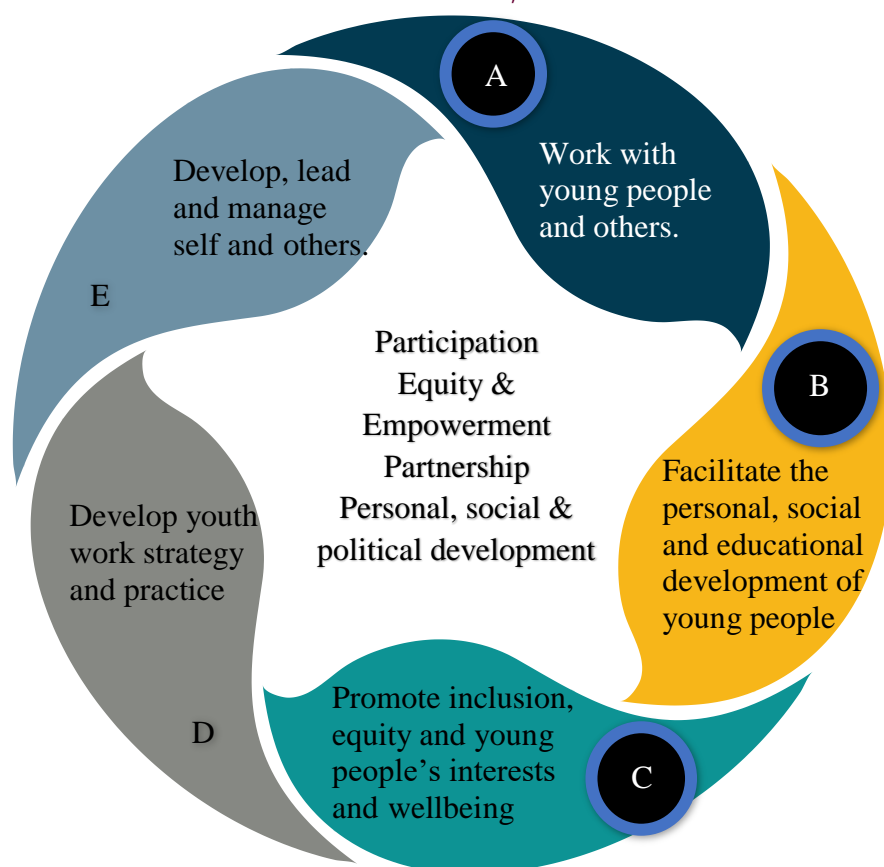 A
Work with
young people
and others.
B
Facilitate the
personal, social
and educational
development of
young people
C
Promote inclusion,
equity and young
people’s interests
and wellbeing
D
Develop youth
work strategy
and practice
E
Develop, lead
and manage
self and others.
Participation
Equity &
Empowerment
Partnership
Personal, social &
political development